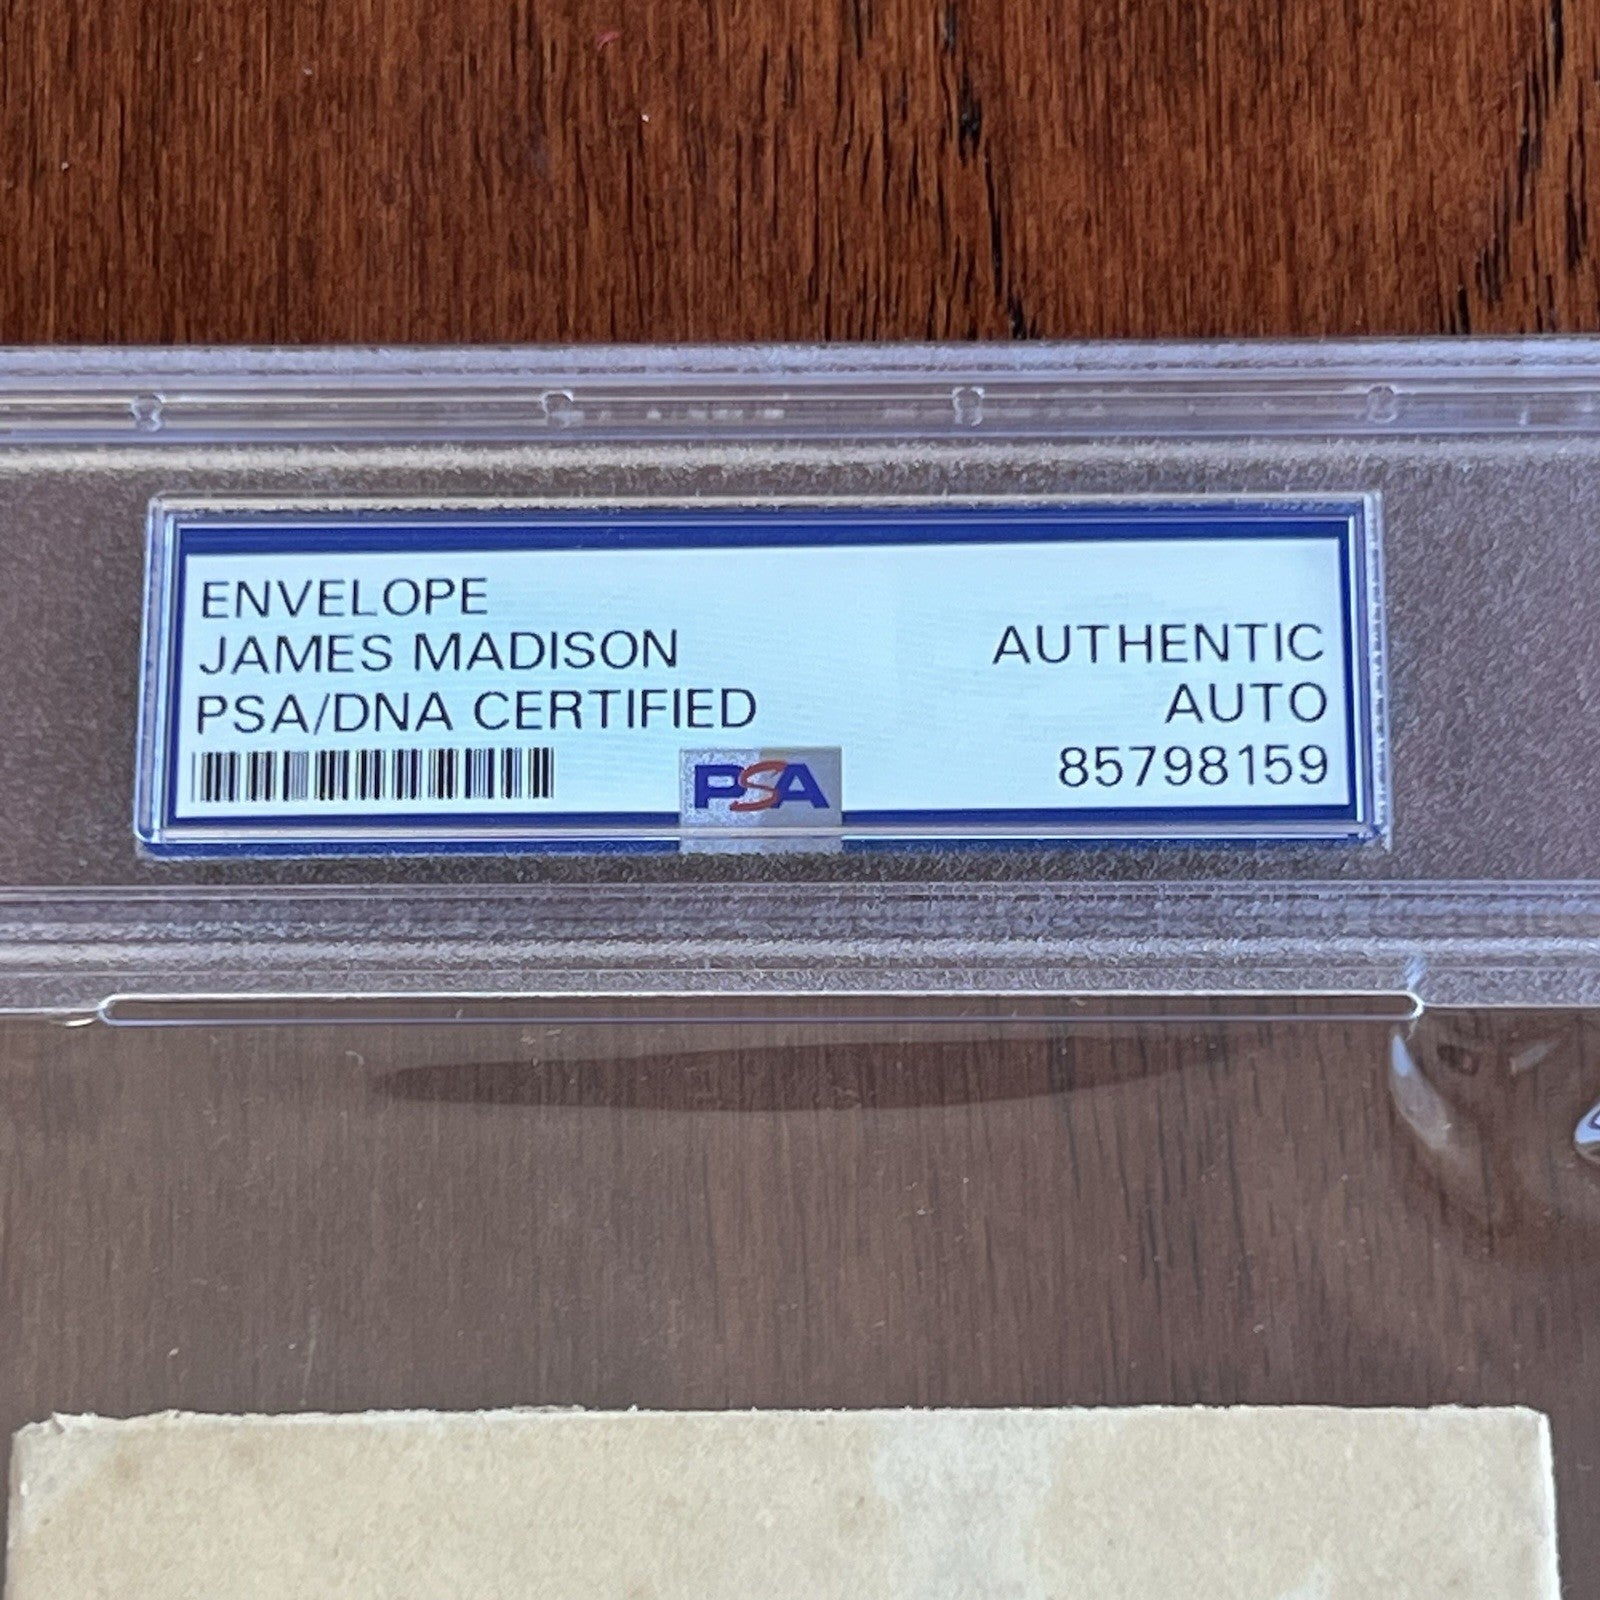 ENVELOPE
JAMES MADISON
PSA/DNA CERTIFIED
AUTHENTIC
AUTO
85798159
PSA